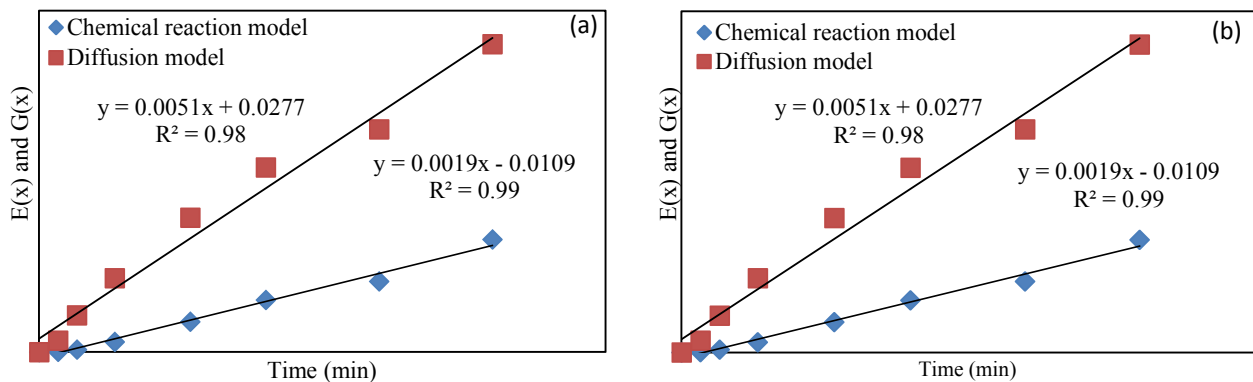 (a)
Chemical reaction model
Diffusion model
y = 0.0051x + 0.0277
R² = 0.98
y = 0.0019x - 0.0109
R² = 0.99
E(x) and G(x)
Time (min)
(b)
Chemical reaction model
Diffusion model
y = 0.0051x + 0.0277
R² = 0.98
y = 0.0019x - 0.0109
R² = 0.99
E(x) and G(x)
Time (min)